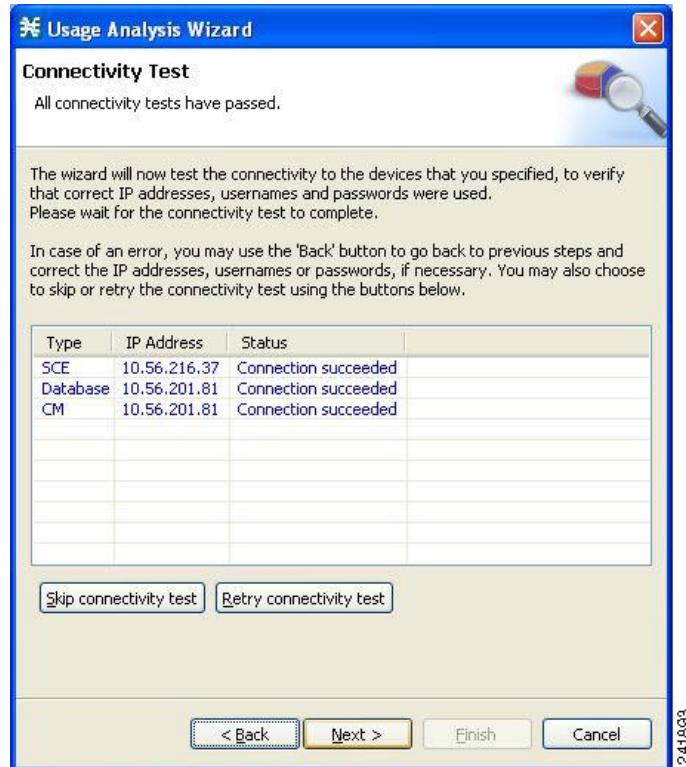 Usage Analysis Wizard
Connectivity Test
All connectivity tests have passed.
The wizard will now test the connectivity to the devices that you specified, to verify
that correct IP addresses, usernames and passwords were used.
Please wait for the connectivity test to complete.
In case of an error, you may use the 'Back' button to go back to previous steps and
correct the IP addresses, usernames or passwords, if necessary. You may also choose
to skip or retry the connectivity test using the buttons below.
Type IP Address Status
SCE 10.56.216.37 Connection succeeded
Database 10.56.201.81 Connection succeeded
CM 10.56.201.81 Connection succeeded
Skip connectivity test Retry connectivity test
< Back Next > Finish Cancel
241893